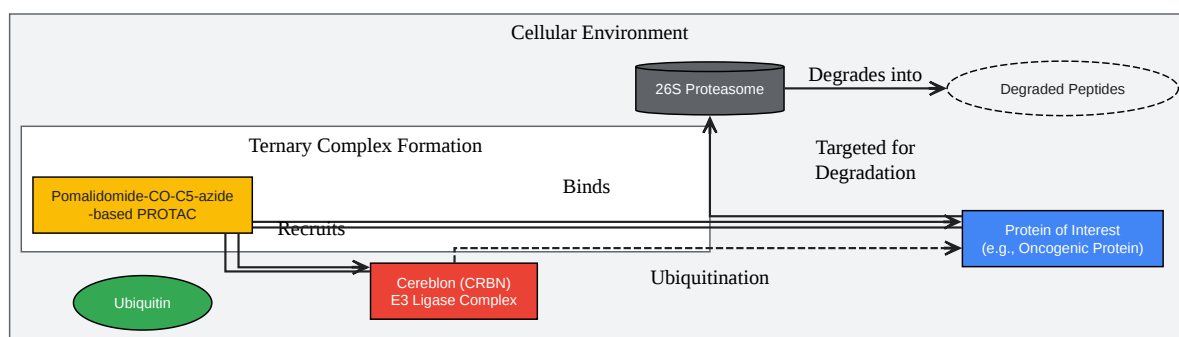 Cellular Environment
26S Proteasome
Degrades into
Degraded Peptides
Ternary Complex Formation
Targeted for
Degradation
Pomalidomide-CO-C5-azide
-based PROTAC
Binds
Recruits
Protein of Interest
(e.g., Oncogenic Protein)
Cereblon (CRBN)
E3 Ligase Complex
Ubiquitination
Ubiquitin